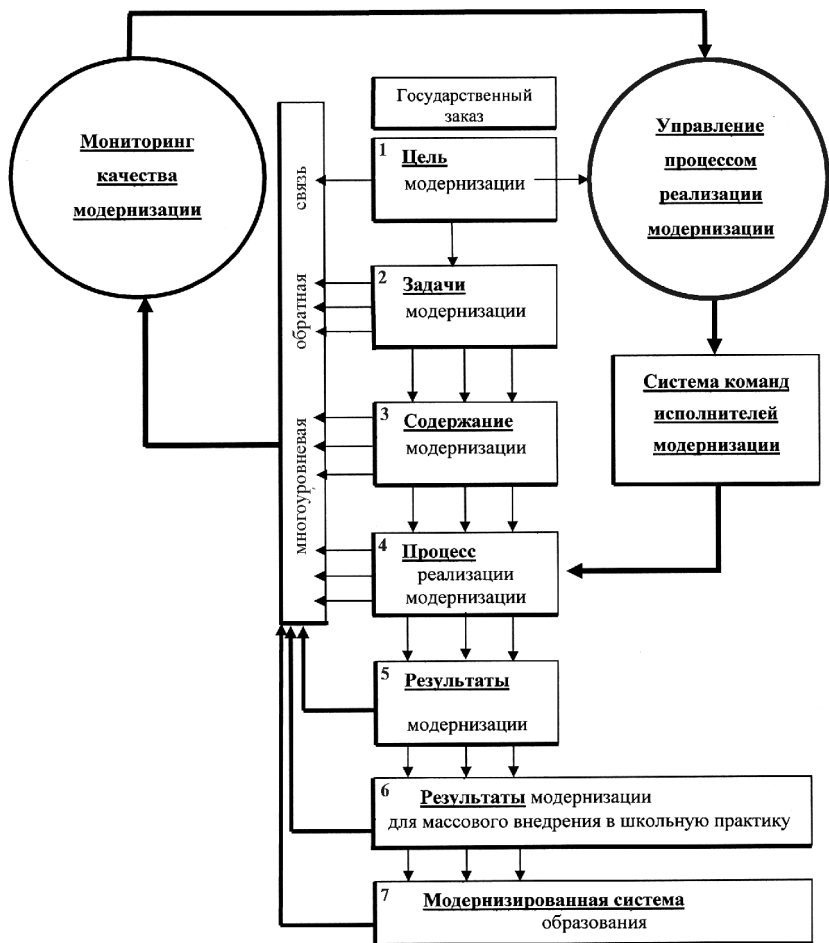 Государственный
заказ
Мониторинг
качества
модернизации
Управление
процессом
реализации
модернизации
многоуровневая обратная связь
1 Цель
модернизации
2 Задачи
модернизации
Система команд
исполнителей
модернизации
3 Содержание
модернизации
4 Процесс
реализации
модернизации
5 Результаты
модернизации
6 Результаты модернизации
для массового внедрения в школьную практику
7 Модернизированная система
образования